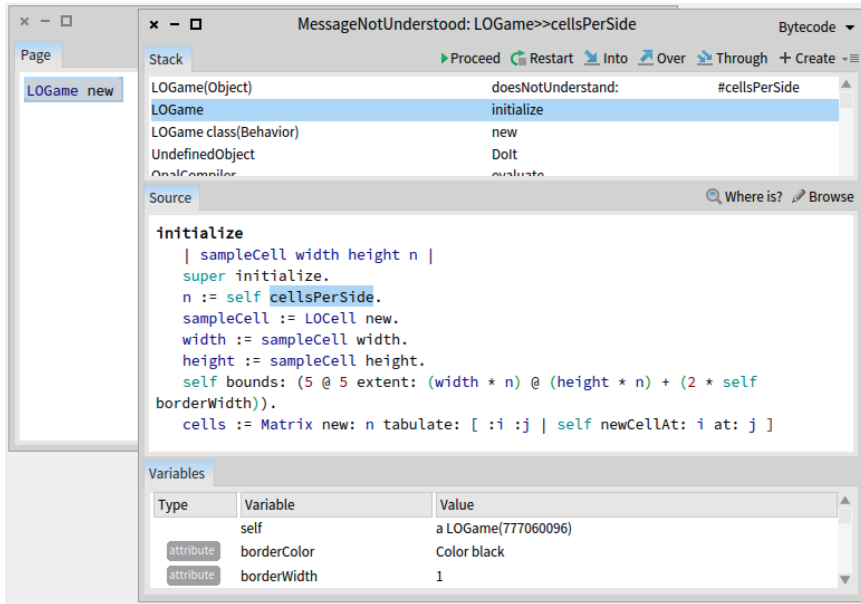 Page
LOGame new
MessageNotUnderstood: LOGame>>cellsPerSide
Bytecode
Stack
Proceed Restart Into Over Through Create
LOGame(Object) doesNotUnderstand: #cellsPerSide
LOGame initialize
LOGame class(Behavior) new
UndefinedObject DoIt
OpalCompiler evaluate
Source
Where is? Browse
initialize
| sampleCell width height n |
super initialize.
n := self cellsPerSide.
sampleCell := LOCell new.
width := sampleCell width.
height := sampleCell height.
self bounds: (5 @ 5 extent: (width * n) @ (height * n) + (2 * self
borderWidth)).
cells := Matrix new: n tabulate: [ :i :j | self newCellAt: i at: j ]
Variables
Type Variable Value
self a LOGame(777060096)
attribute borderColor Color black
attribute borderWidth 1